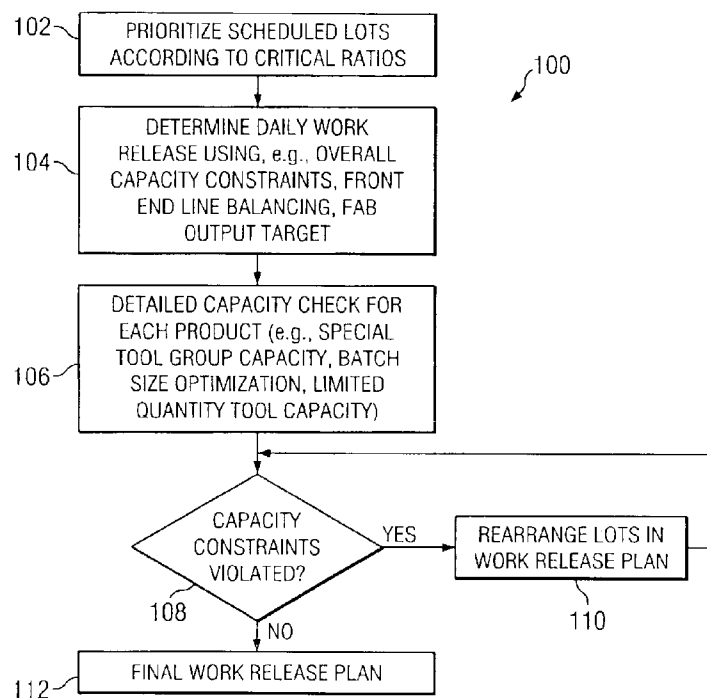 102
PRIORITIZE SCHEDULED LOTS
ACCORDING TO CRITICAL RATIOS
100
104
DETERMINE DAILY WORK
RELEASE USING, e.g., OVERALL
CAPACITY CONSTRAINTS, FRONT
END LINE BALANCING, FAB
OUTPUT TARGET
106
DETAILED CAPACITY CHECK FOR
EACH PRODUCT (e.g., SPECIAL
TOOL GROUP CAPACITY, BATCH
SIZE OPTIMIZATION, LIMITED
QUANTITY TOOL CAPACITY)
CAPACITY
CONSTRAINTS
VIOLATED?
108
YES
REARRANGE LOTS IN
WORK RELEASE PLAN
110
NO
112
FINAL WORK RELEASE PLAN